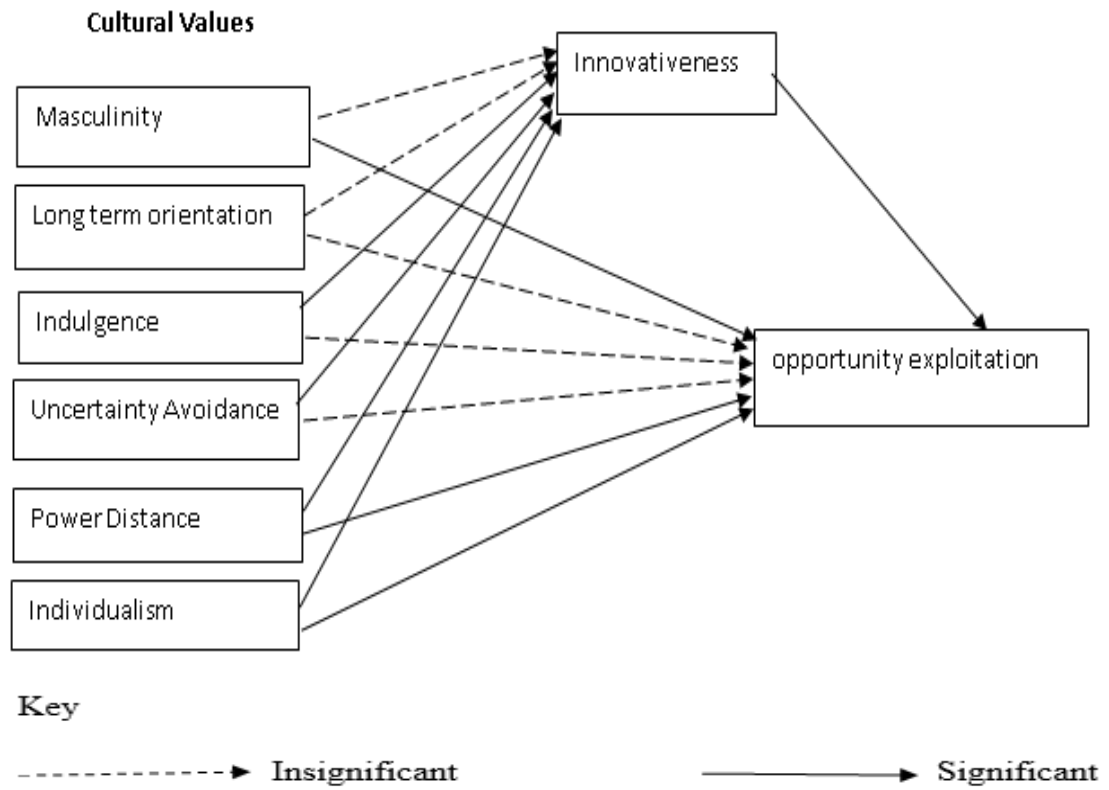 Cultural Values
Innovativeness
Masculinity
Long term orientation
Indulgence
opportunity exploitation
Uncertainty Avoidance
Power Distance
Individualism
Key
Insignificant
Significant